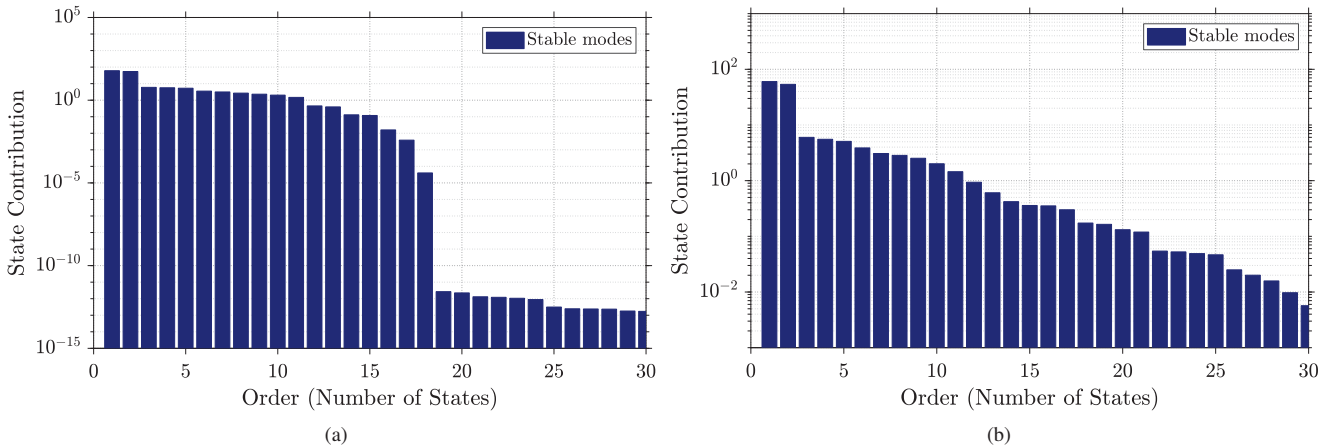 10^5
10^0
10^−5
10^−10
10^−15
State Contribution
Stable modes
0 5 10 15 20 25 30
Order (Number of States)
(a)
10^2
10^0
10^−2
State Contribution
Stable modes
0 5 10 15 20 25 30
Order (Number of States)
(b)